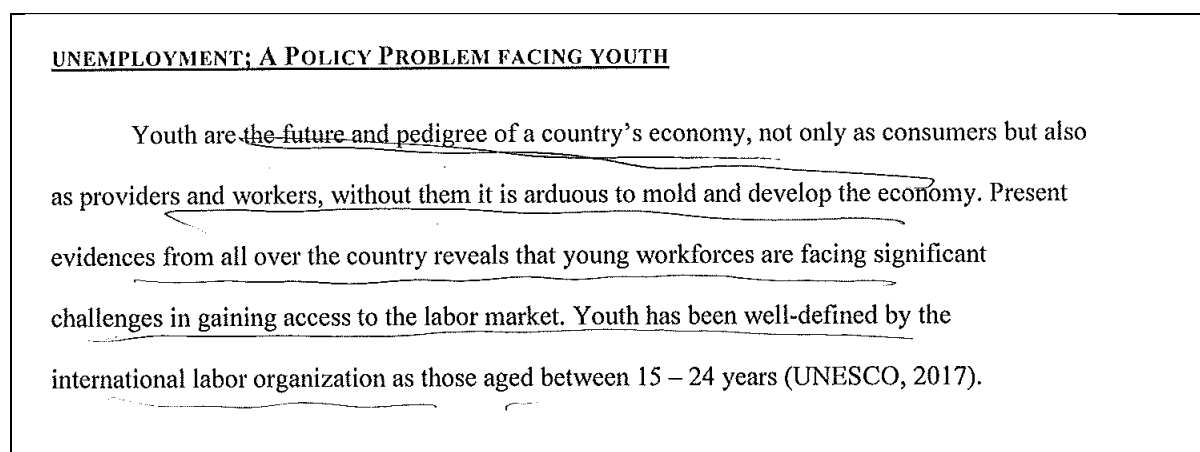 UNEMPLOYMENT; A POLICY PROBLEM FACING YOUTH
Youth are the future and pedigree of a country's economy, not only as consumers but also
as providers and workers, without them it is arduous to mold and develop the economy. Present
evidences from all over the country reveals that young workforces are facing significant
challenges in gaining access to the labor market. Youth has been well-defined by the
international labor organization as those aged between 15 – 24 years (UNESCO, 2017).